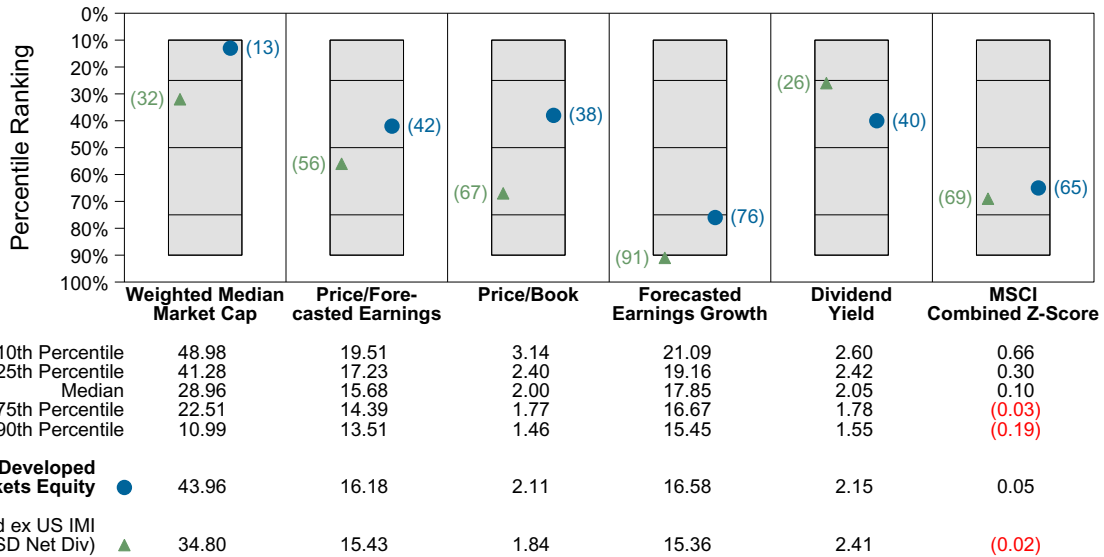 0%
10%
20%
30%
40%
50%
60%
70%
80%
90%
100%
Percentile Ranking
(13)
(32)
(42)
(56)
(38)
(67)
(76)
(91)
(26)
(40)
(65)
(69)
Weighted Median Market Cap
Price/Fore-casted Earnings
Price/Book
Forecasted Earnings Growth
Dividend Yield
MSCI Combined Z-Score
10th Percentile 48.98 19.51 3.14 21.09 2.60 0.66
25th Percentile 41.28 17.23 2.40 19.16 2.42 0.30
Median 28.96 15.68 2.00 17.85 2.05 0.10
75th Percentile 22.51 14.39 1.77 16.67 1.78 (0.03)
90th Percentile 10.99 13.51 1.46 15.45 1.55 (0.19)
Developed
Equity 43.96 16.18 2.11 16.58 2.15 0.05
ex US IMI
Net Div) 34.80 15.43 1.84 15.36 2.41 (0.02)